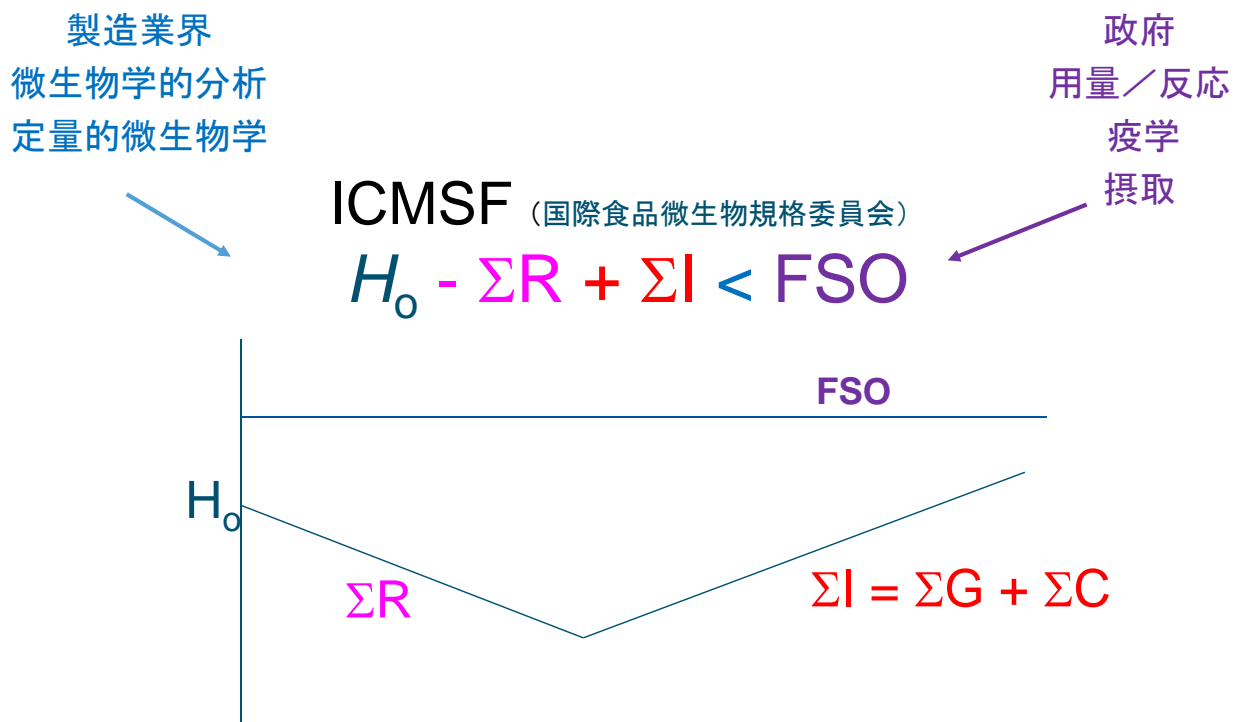 製造業界
微生物学的分析
定量的微生物学
政府
用量／反応
疫学
摂取
ICMSF（国際食品微生物規格委員会）
Ho - ΣR + ΣI < FSO
FSO
Ho
ΣR
ΣI = ΣG + ΣC